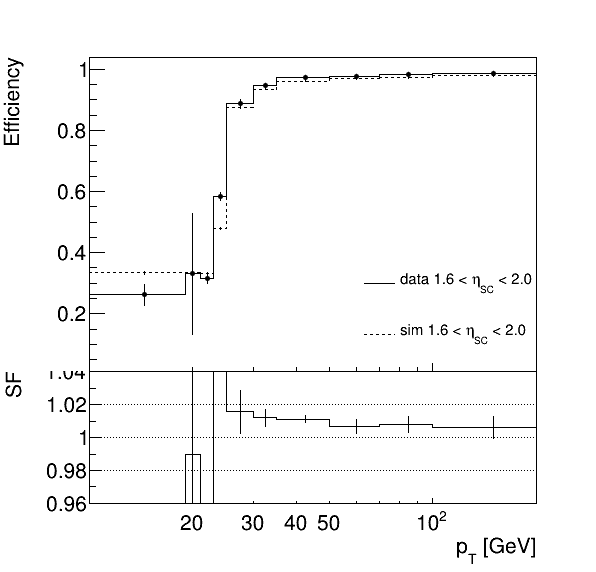 Efficiency
1
0.8
0.6
0.4
0.2
data 1.6 < η_SC < 2.0
sim 1.6 < η_SC < 2.0
SF
1.04
1.02
1
0.98
0.96
20 30 40 50 10²
p_T [GeV]